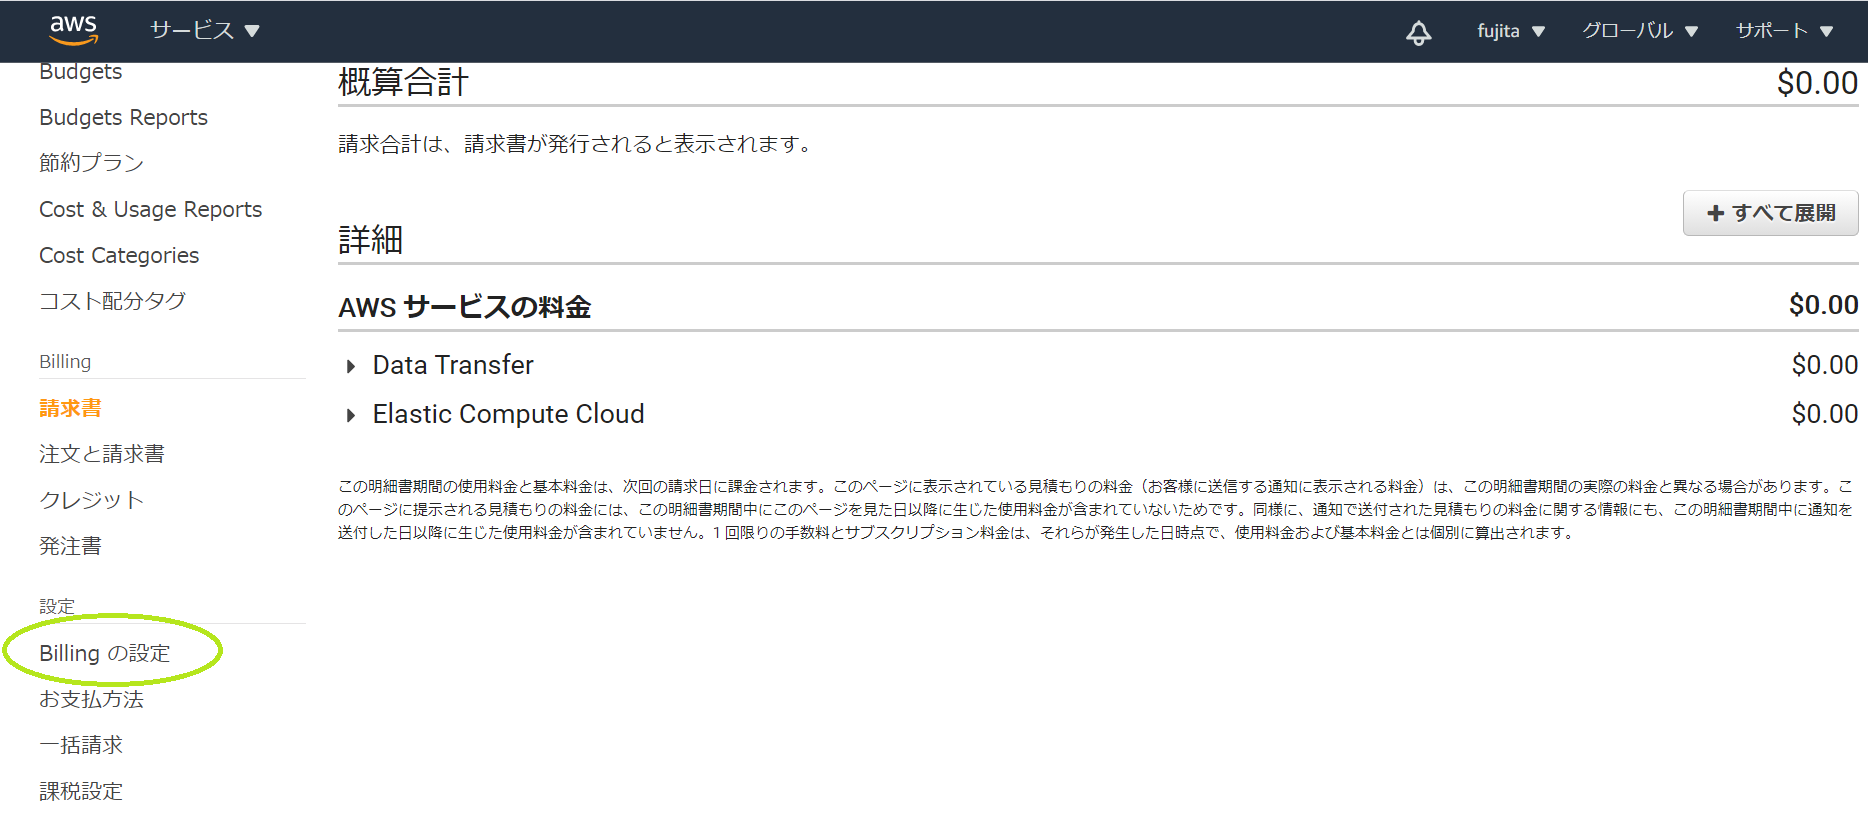 aws サービス fujita グローバル サポート
Budgets
Budgets Reports
節約プラン
Cost & Usage Reports
Cost Categories
コスト配分タグ
Billing
請求書
注文と請求書
クレジット
発注書
設定
Billing の設定
お支払方法
一括請求
課税設定
概算合計 $0.00
請求合計は、請求書が発行されると表示されます。
すべて展開
詳細
AWS サービスの料金 $0.00
Data Transfer $0.00
Elastic Compute Cloud $0.00
この明細書期間の使用料金と基本料金は、次回の請求日に課金されます。このページに表示されている見積もりの料金（お客様に送信する通知に表示される料金）は、この明細書期間の実際の料金と異なる場合があります。こ
のページに提示される見積もりの料金には、この明細書期間中にこのページを見た日以降に生じた使用料金が含まれていないためです。同様に、通知で送付された見積もりの料金に関する情報にも、この明細書期間中に通知を
送付した日以降に生じた使用料金が含まれていません。1 回限りの手数料とサブスクリプション料金は、それらが発生した日時点で、使用料金および基本料金とは個別に算出されます。